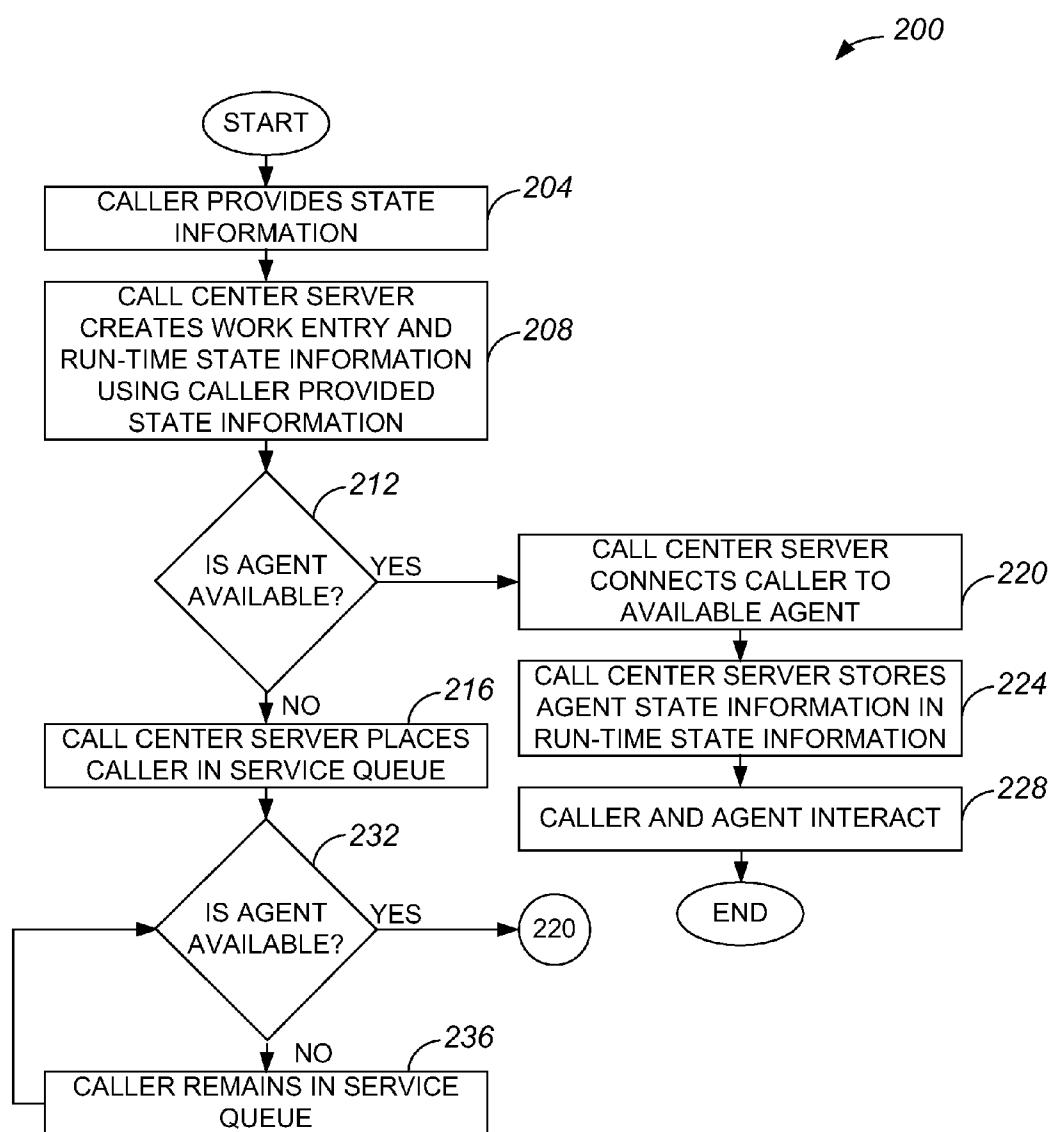 200
START
CALLER PROVIDES STATE
INFORMATION
204
CALL CENTER SERVER
CREATES WORK ENTRY AND
RUN-TIME STATE INFORMATION
USING CALLER PROVIDED
STATE INFORMATION
208
212
IS AGENT
AVAILABLE?
YES
NO
CALL CENTER SERVER
CONNECTS CALLER TO
AVAILABLE AGENT
220
CALL CENTER SERVER STORES
AGENT STATE INFORMATION IN
RUN-TIME STATE INFORMATION
224
CALLER AND AGENT INTERACT
228
END
216
CALL CENTER SERVER PLACES
CALLER IN SERVICE QUEUE
232
IS AGENT
AVAILABLE?
YES
220
NO
236
CALLER REMAINS IN SERVICE
QUEUE